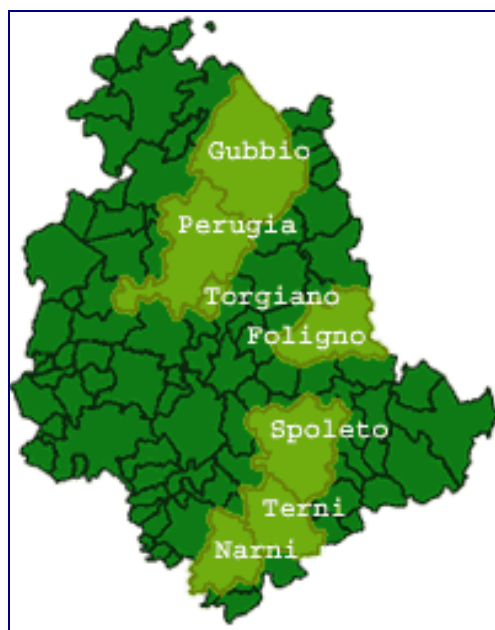 Gubbio
Perugia
Torgiano
Foligno
Spoleto
Terni
Narni